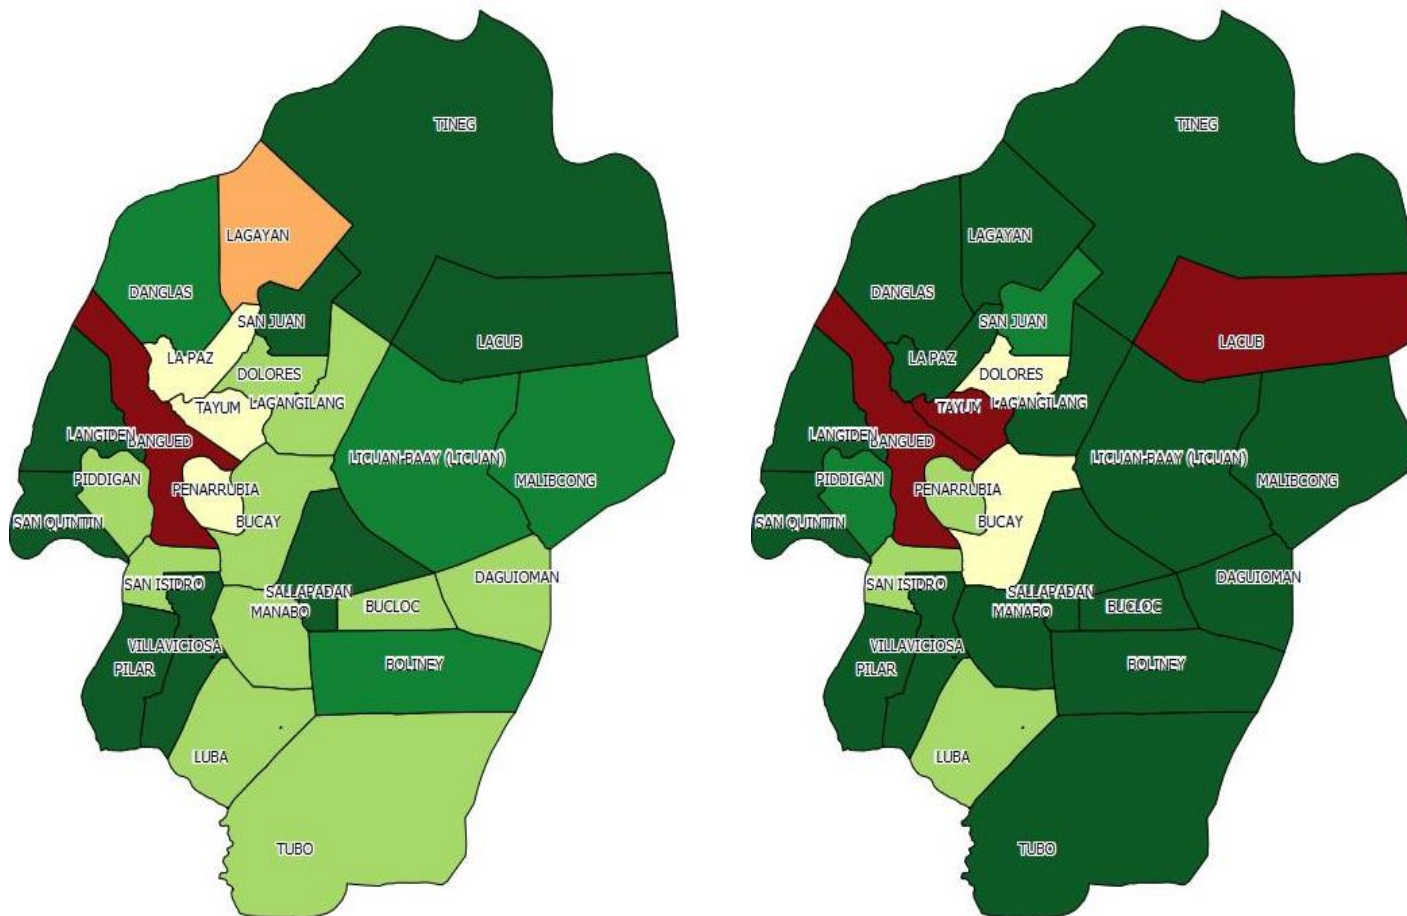 TINEG
LAGAYAN
DANGLAS
SAN JUAN
LACUB
LA PAZ
DOLORES
TAYUM
LAGANGILANG
LANGIDEN
BANGUED
LICUAN-BAAY (LICUAN)
MALIBCONG
PIDDIGAN
PENARRUBIA
SAN QUINTIN
BUCAY
SAN ISIDRO
DAGUIOMAN
SALLAPADAN
MANABO
BUCLOC
VILLAVICIOSA
PILAR
BOLINEY
LUBA
TUBO
TINEG
LAGAYAN
DANGLAS
SAN JUAN
LACUB
LA PAZ
DOLORES
TAYUM
LAGANGILANG
LANGIDEN
BANGUED
LICUAN-BAAY (LICUAN)
MALIBCONG
PIDDIGAN
PENARRUBIA
SAN QUINTIN
BUCAY
SAN ISIDRO
DAGUIOMAN
SALLAPADAN
MANABO
BUCLOC
VILLAVICIOSA
PILAR
BOLINEY
LUBA
TUBO